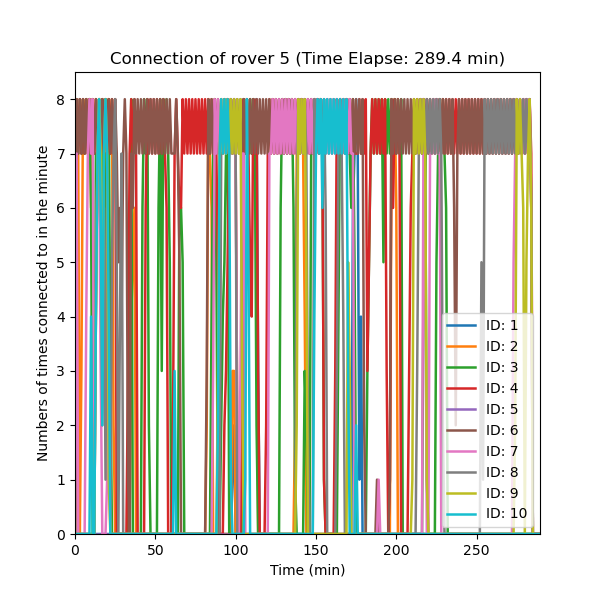 Connection of rover 5 (Time Elapse: 289.4 min)
Numbers of times connected to in the minute
8
7
6
5
4
3
2
1
0
0 50 100 150 200 250
Time (min)
ID: 1
ID: 2
ID: 3
ID: 4
ID: 5
ID: 6
ID: 7
ID: 8
ID: 9
ID: 10